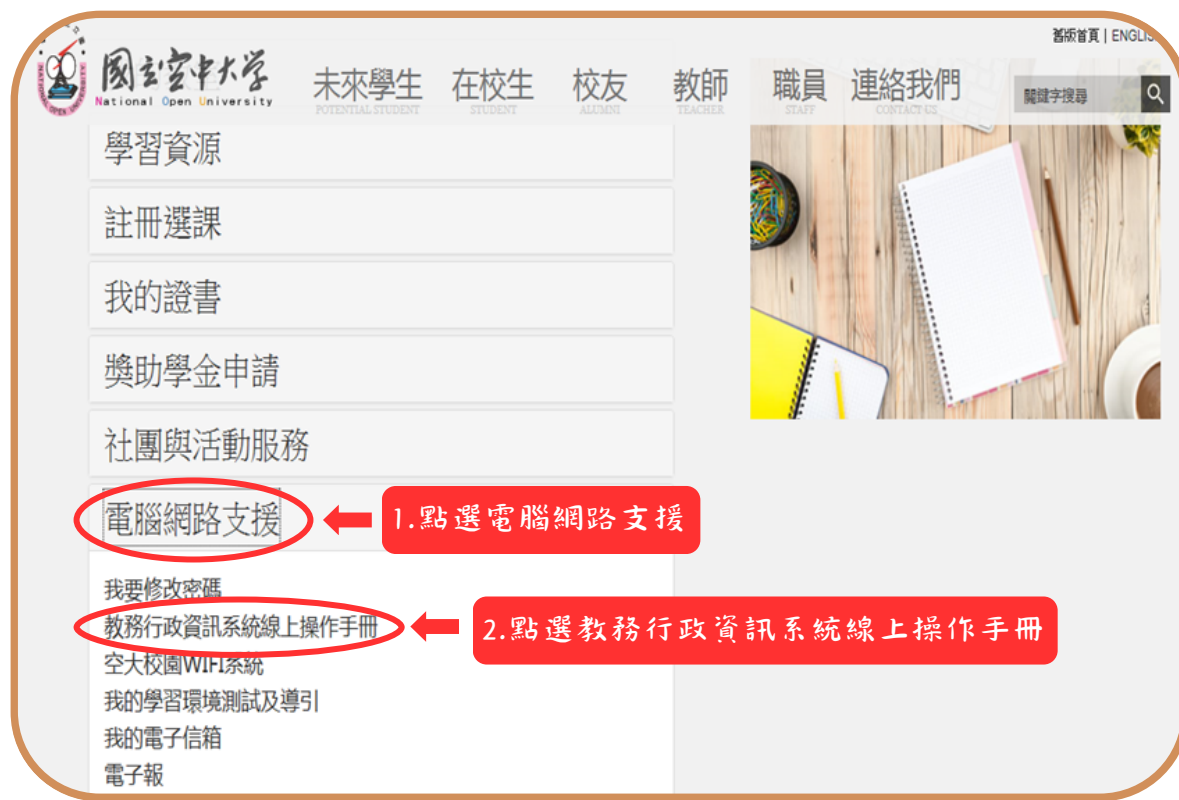 舊版首頁 | ENGLIS
國立空中大學
National Open University
未來學生 在校生 校友 教師 職員 連絡我們
POTENTIAL STUDENT STUDENT ALUMNI TEACHER STAFF CONTACT US
關鍵字搜尋
學習資源
註冊選課
我的證書
獎助學金申請
社團與活動服務
電腦網路支援
1.點選電腦網路支援
我要修改密碼
教務行政資訊系統線上操作手冊
2.點選教務行政資訊系統線上操作手冊
空大校園WIFI系統
我的學習環境測試及導引
我的電子信箱
電子報